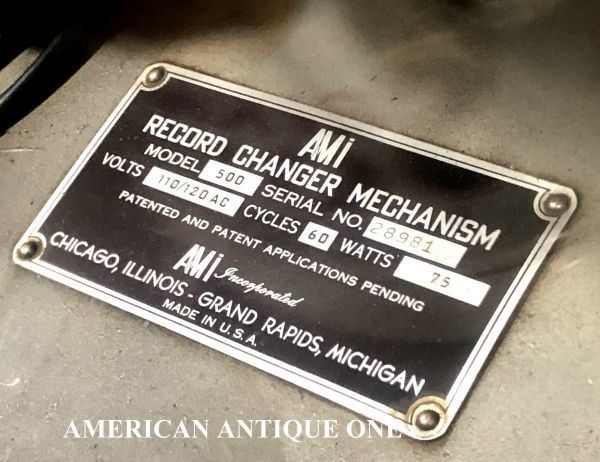 AMi
RECORD CHANGER MECHANISM
MODEL 500 SERIAL NO. 28981
VOLTS 110/120 AC CYCLES 60 WATTS 75
PATENTED AND PATENT APPLICATIONS PENDING
AMi Incorporated
CHICAGO, ILLINOIS - GRAND RAPIDS, MICHIGAN
MADE IN U.S.A.
AMERICAN ANTIQUE ONE